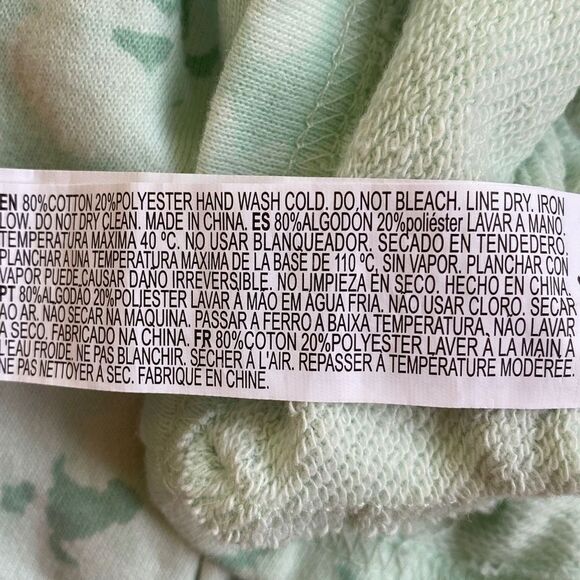 EN 80%COTTON 20%POLYESTER HAND WASH COLD. DO NOT BLEACH. LINE DRY. IRON
LOW. DO NOT DRY CLEAN. MADE IN CHINA. ES 80%ALGODÓN 20%poliéster LAVAR A MANO.
TEMPERATURA MAXIMA 40 ºC. NO USAR BLANQUEADOR. SECADO EN TENDEDERO.
PLANCHAR A UNA TEMPERATURA MAXIMA DE LA BASE DE 110 ºC, SIN VAPOR. PLANCHAR CON
VAPOR PUEDE CAUSAR DANO IRREVERSIBLE. NO LIMPIEZA EN SECO. HECHO EN CHINA.
PT 80%ALGODAO 20%POLIESTER LAVAR A MÃO EM ÁGUA FRIA. NÃO USAR CLORO. SECAR
AO AR. NÃO SECAR NA MÁQUINA. PASSAR A FERRO A BAIXA TEMPERATURA, NÃO LAVAR
A SECO. FABRICADO NA CHINA. FR 80%COTON 20%POLYESTER LAVER À LA MAIN À
L'EAU FROIDE. NE PAS BLANCHIR. SÉCHER À L'AIR. REPASSER À TEMPÉRATURE MODÉRÉE.
NE PAS NETTOYER À SEC. FABRIQUÉ EN CHINE.